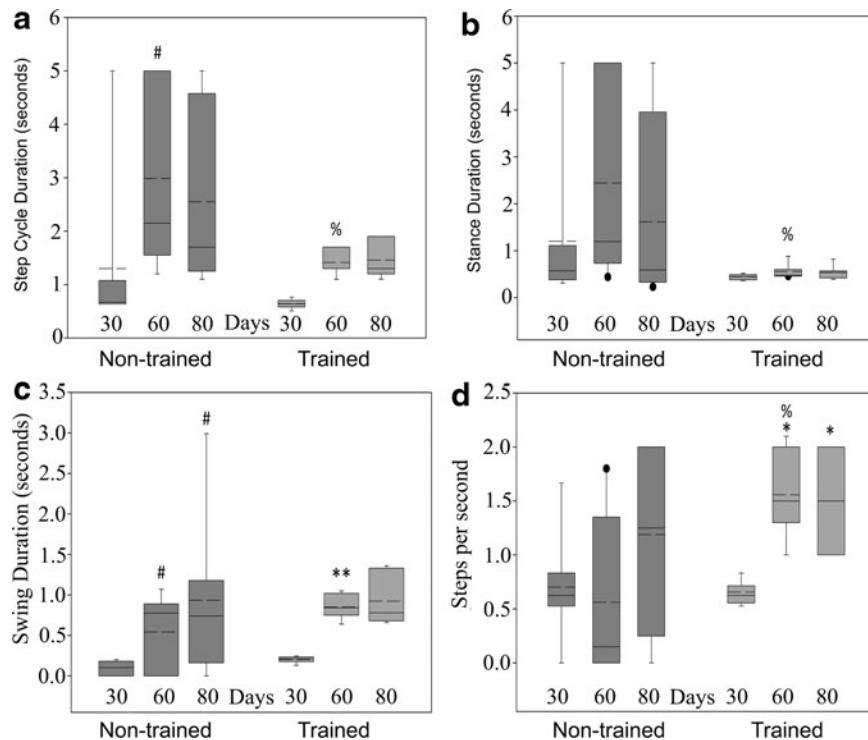 a
Step Cycle Duration (seconds)
6
5
4
3
2
1
0
#
%
30 60 80 Days 30 60 80
Non-trained Trained
b
Stance Duration (seconds)
6
5
4
3
2
1
0
%
30 60 80 Days 30 60 80
Non-trained Trained
c
Swing Duration (seconds)
3.5
3.0
2.5
2.0
1.5
1.0
0.5
0.0
#
#
**
30 60 80 Days 30 60 80
Non-trained Trained
d
Steps per second
2.5
2.0
1.5
1.0
0.5
0.0
%
* *
30 60 80 Days 30 60 80
Non-trained Trained